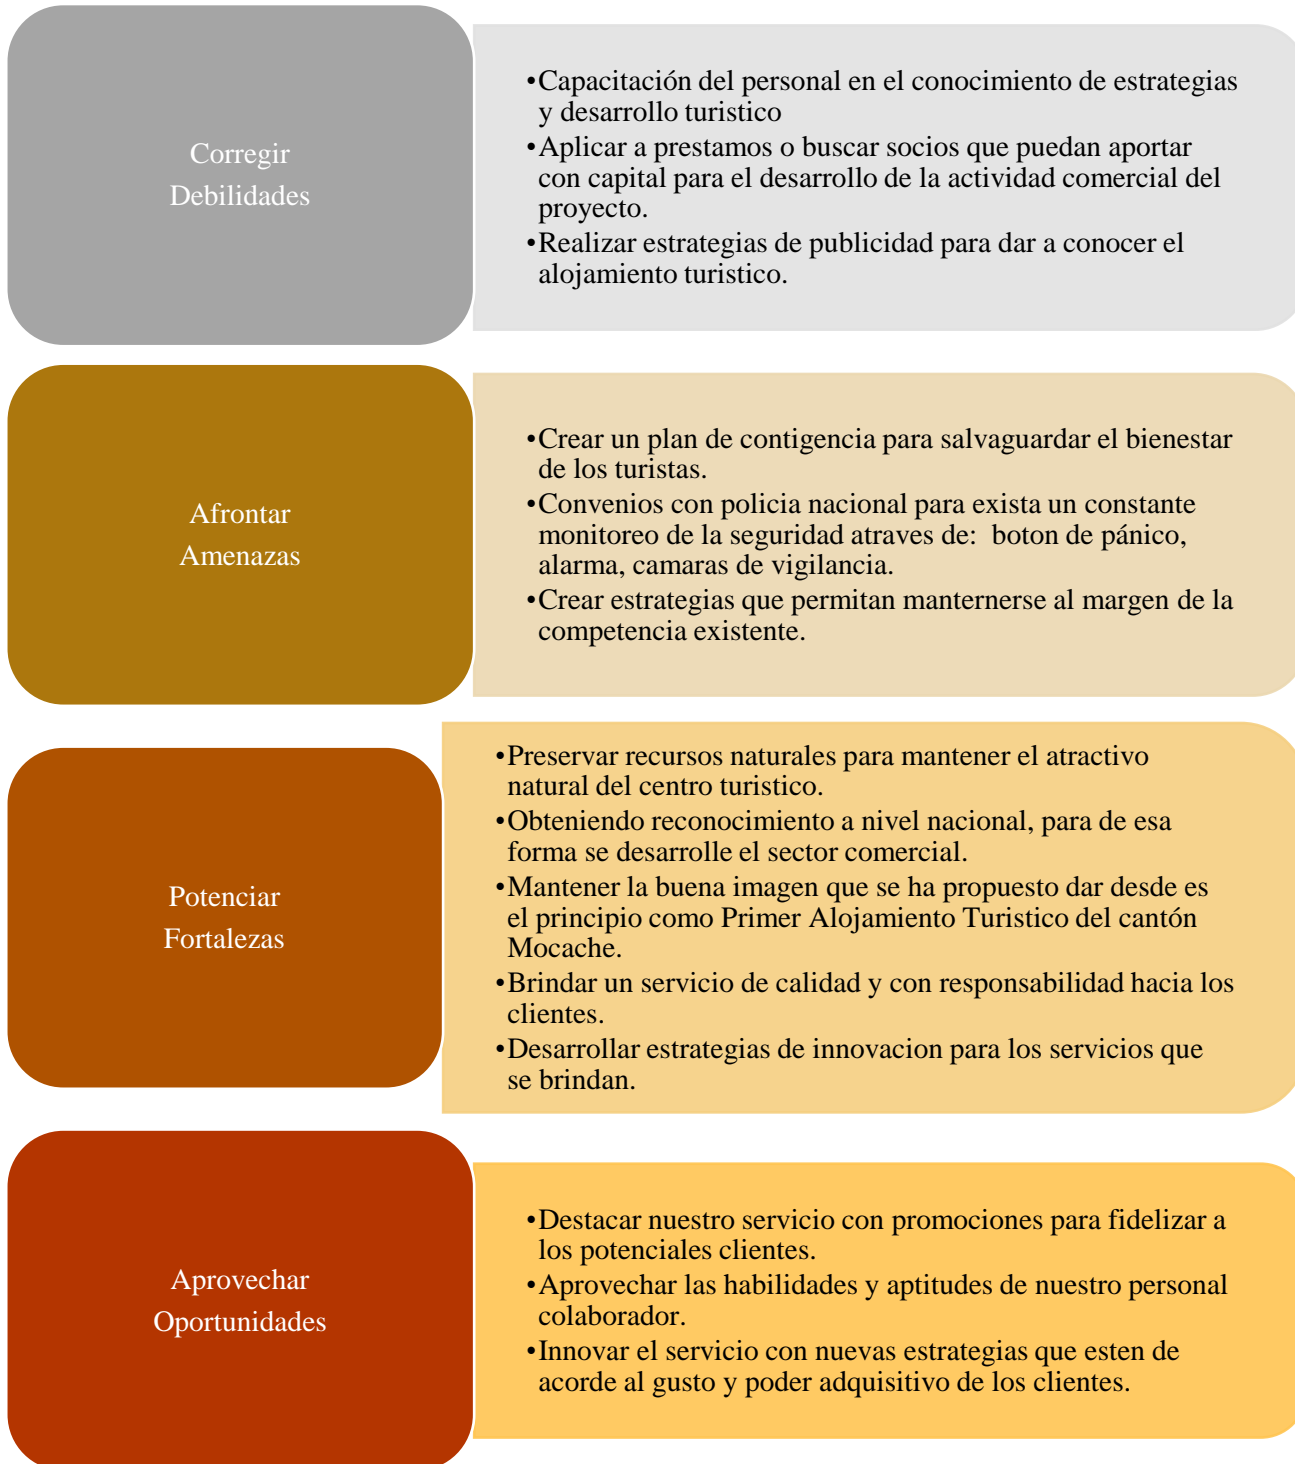 Corregir
Debilidades
•Capacitación del personal en el conocimiento de estrategias
y desarrollo turistico
•Aplicar a prestamos o buscar socios que puedan aportar
con capital para el desarrollo de la actividad comercial del
proyecto.
•Realizar estrategias de publicidad para dar a conocer el
alojamiento turistico.
Afrontar
Amenazas
•Crear un plan de contigencia para salvaguardar el bienestar
de los turistas.
•Convenios con policia nacional para exista un constante
monitoreo de la seguridad atraves de: boton de pánico,
alarma, camaras de vigilancia.
•Crear estrategias que permitan manternerse al margen de la
competencia existente.
Potenciar
Fortalezas
•Preservar recursos naturales para mantener el atractivo
natural del centro turistico.
•Obteniendo reconocimiento a nivel nacional, para de esa
forma se desarrolle el sector comercial.
•Mantener la buena imagen que se ha propuesto dar desde es
el principio como Primer Alojamiento Turistico del cantón
Mocache.
•Brindar un servicio de calidad y con responsabilidad hacia los
clientes.
•Desarrollar estrategias de innovacion para los servicios que
se brindan.
Aprovechar
Oportunidades
•Destacar nuestro servicio con promociones para fidelizar a
los potenciales clientes.
•Aprovechar las habilidades y aptitudes de nuestro personal
colaborador.
•Innovar el servicio con nuevas estrategias que esten de
acorde al gusto y poder adquisitivo de los clientes.